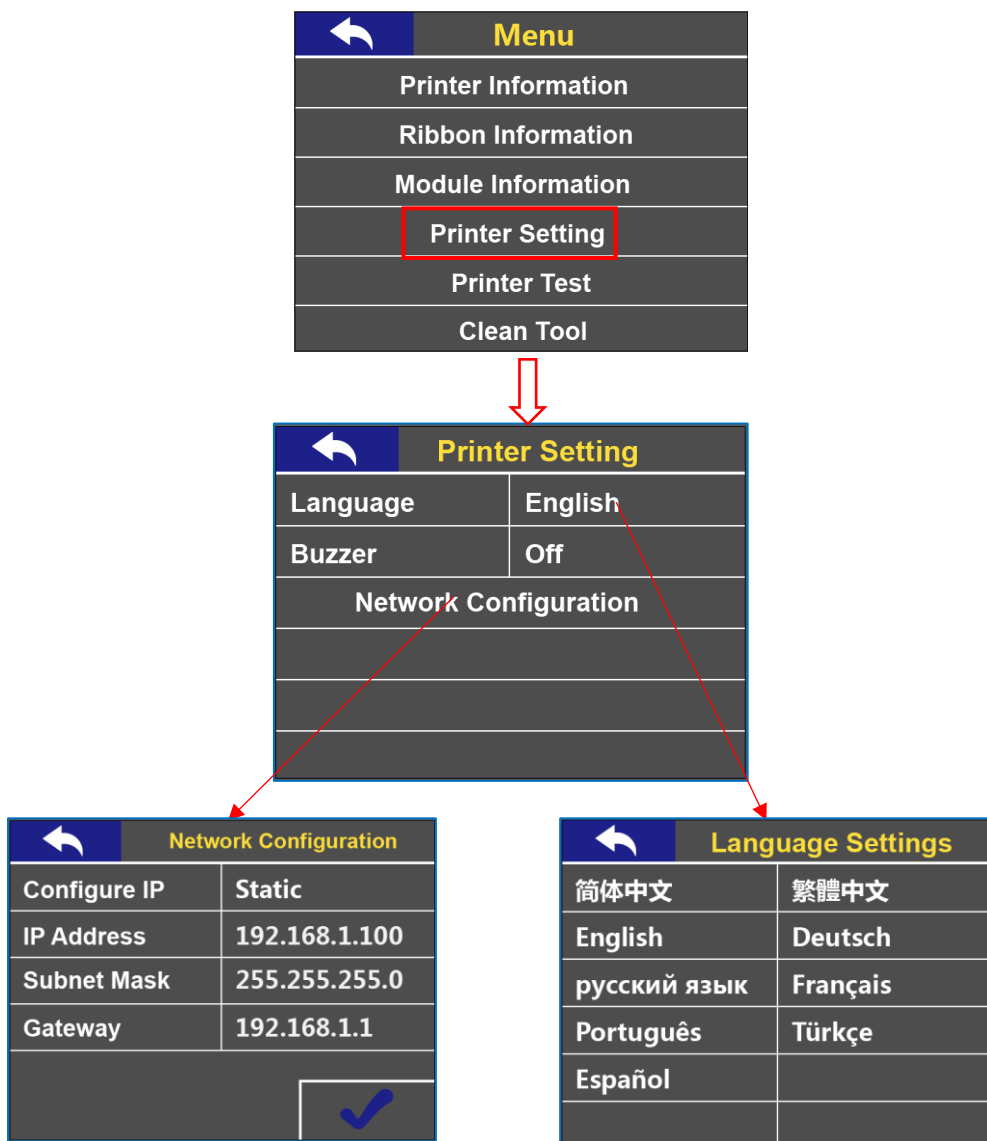 Menu
Printer Information
Ribbon Information
Module Information
Printer Setting
Printer Test
Clean Tool
Printer Setting
Language English
Buzzer Off
Network Configuration
Network Configuration
Configure IP Static
IP Address 192.168.1.100
Subnet Mask 255.255.255.0
Gateway 192.168.1.1
Language Settings
简体中文 繁體中文
English Deutsch
русский язык Français
Português Türkçe
Español